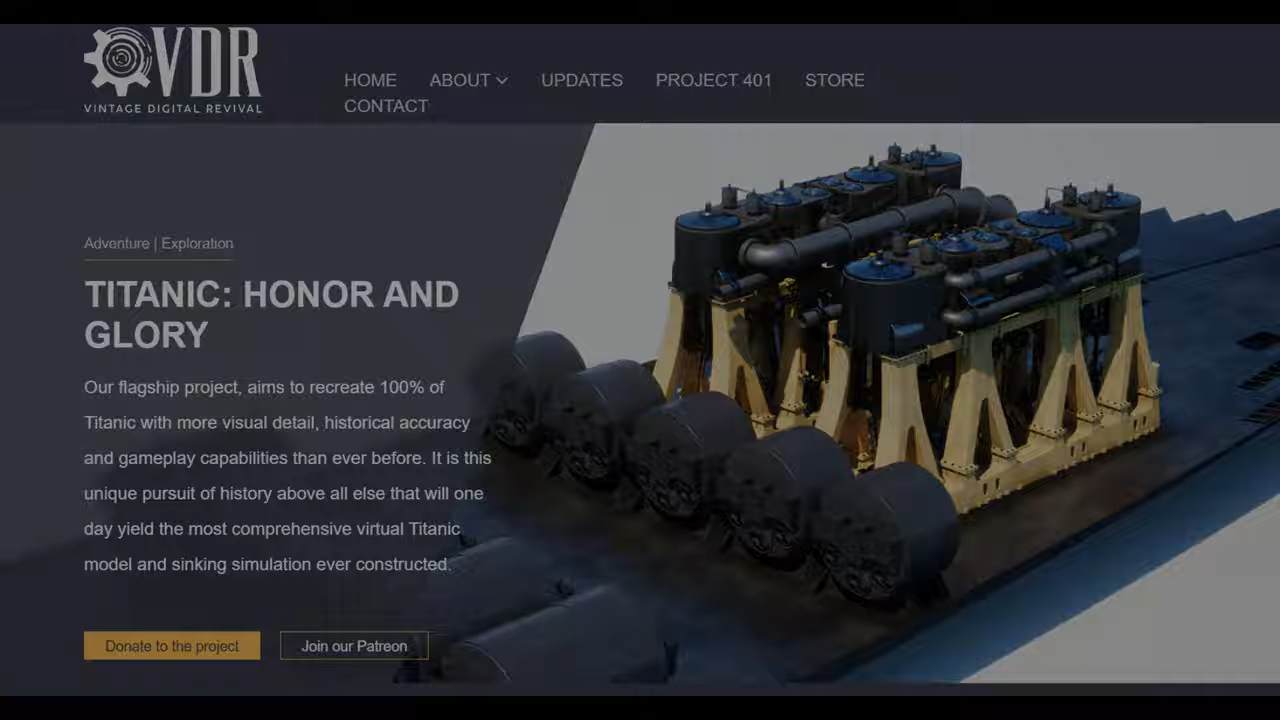 VDR
VINTAGE DIGITAL REVIVAL
HOME ABOUT UPDATES PROJECT 401 STORE
CONTACT
Adventure | Exploration
TITANIC: HONOR AND
GLORY
Our flagship project, aims to recreate 100% of
Titanic with more visual detail, historical accuracy
and gameplay capabilities than ever before. It is this
unique pursuit of history above all else that will one
day yield the most comprehensive virtual Titanic
model and sinking simulation ever constructed.
Donate to the project Join our Patreon